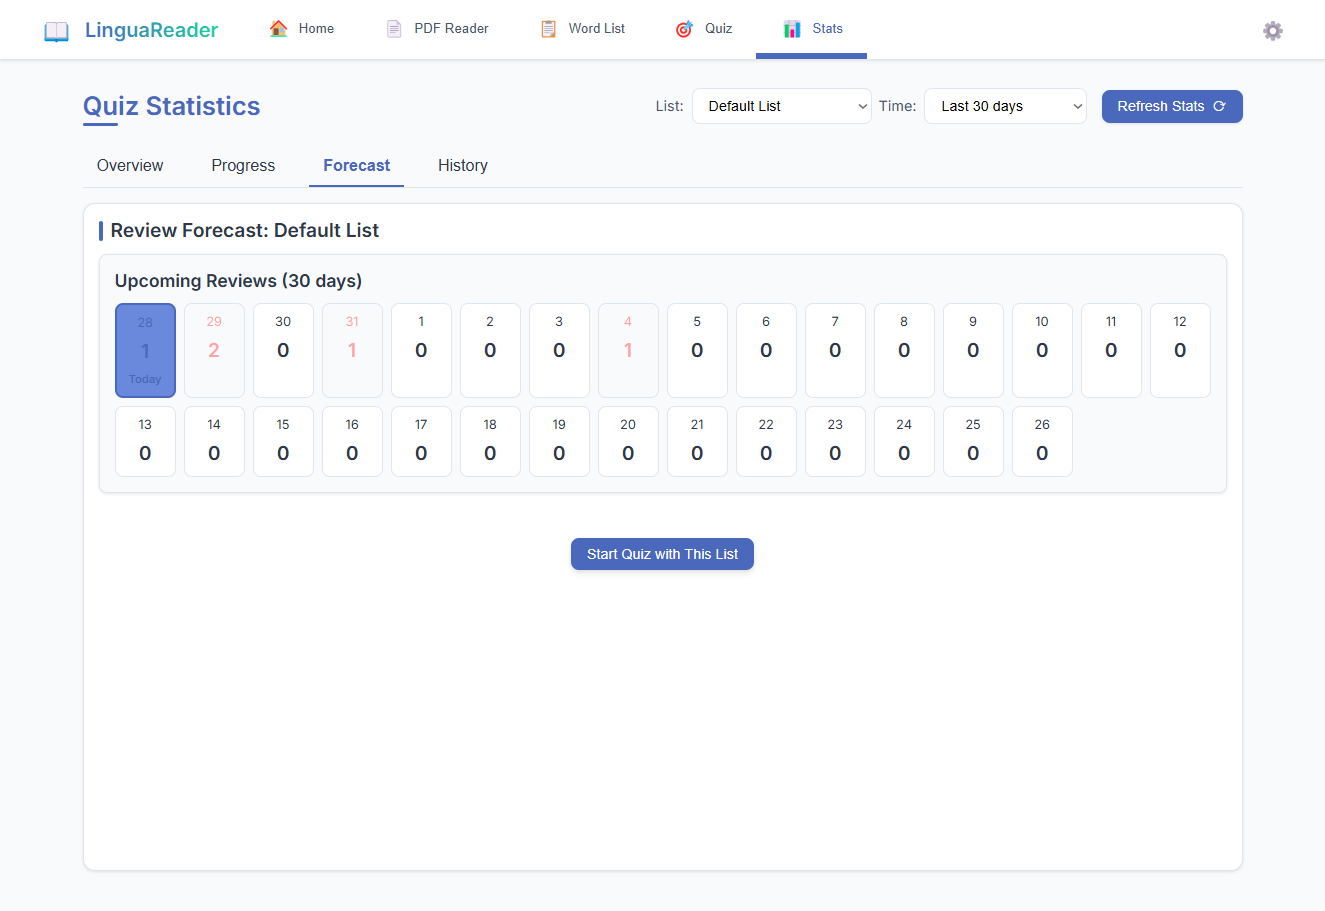 LinguaReader
Home
PDF Reader
Word List
Quiz
Stats
Quiz Statistics
List:
Default List
Time:
Last 30 days
Refresh Stats
Overview
Progress
Forecast
History
Review Forecast: Default List
Upcoming Reviews (30 days)
28 29 30 31 1 2 3 4 5 6 7 8 9 10 11 12
1 2 0 1 0 0 0 1 0 0 0 0 0 0 0 0
Today
13 14 15 16 17 18 19 20 21 22 23 24 25 26
0 0 0 0 0 0 0 0 0 0 0 0 0 0
Start Quiz with This List